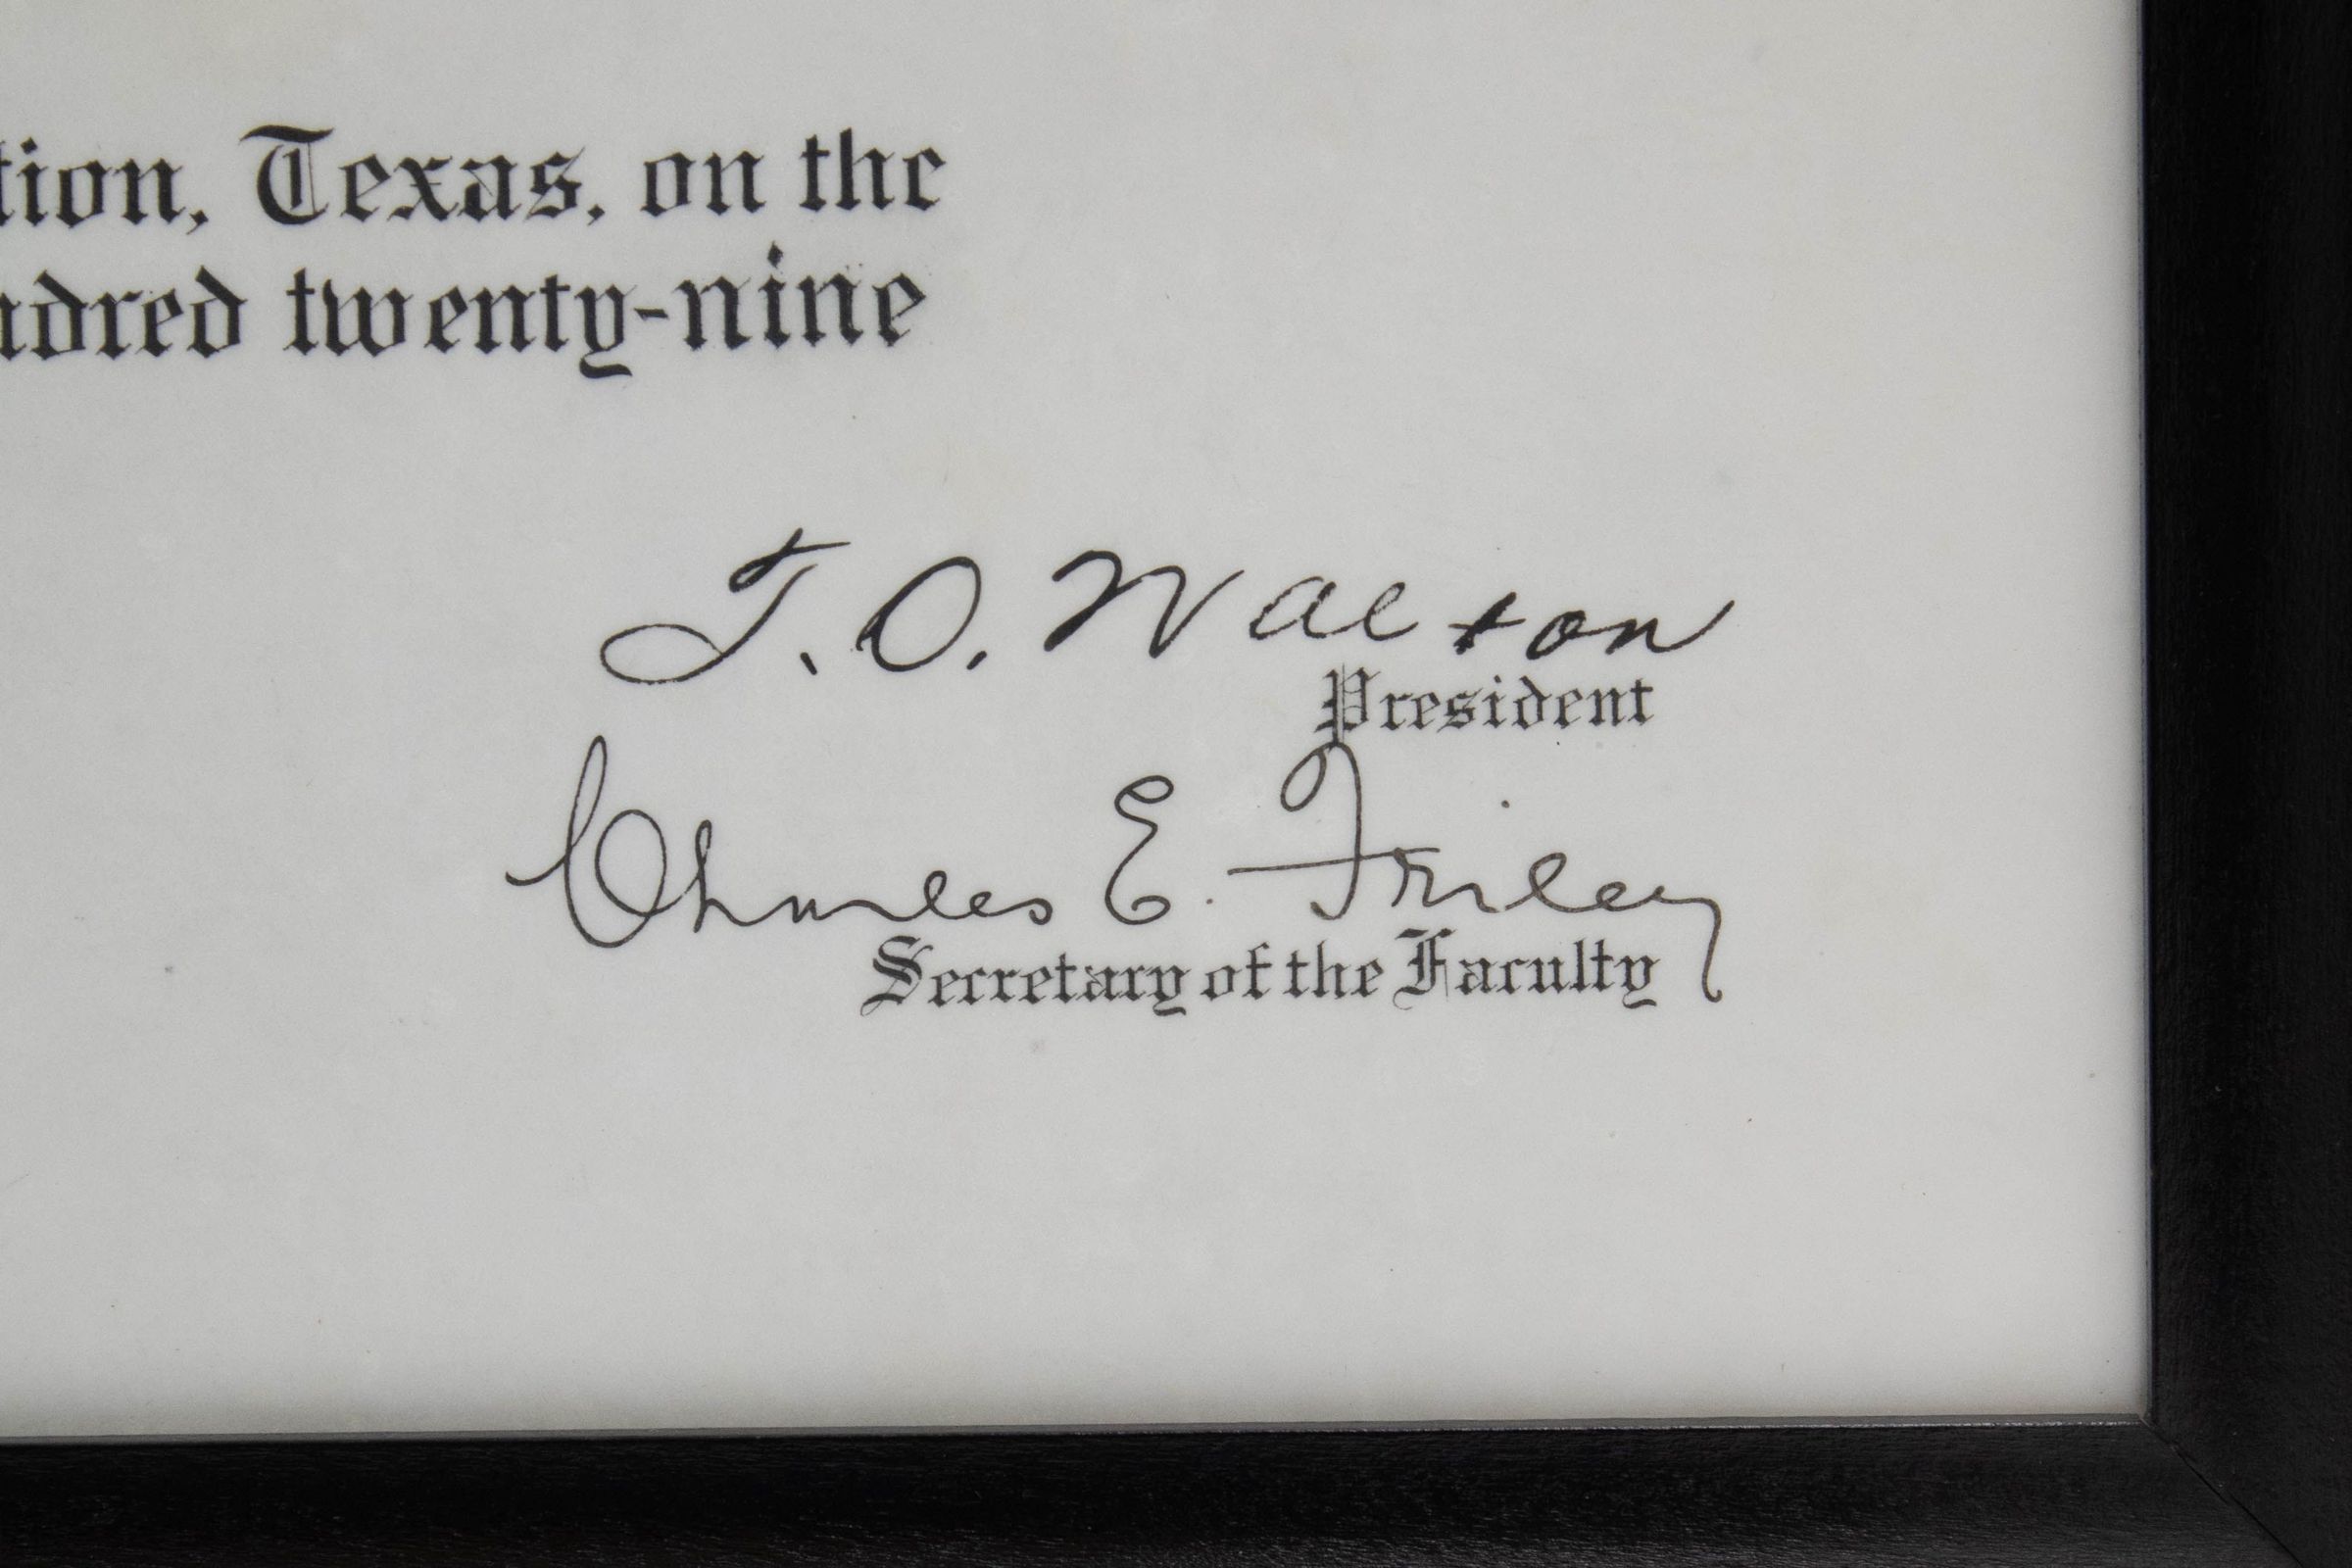 tion, Texas, on the
ndred twenty-nine
T. O. Walton
President
Charles E. Friley
Secretary of the Faculty